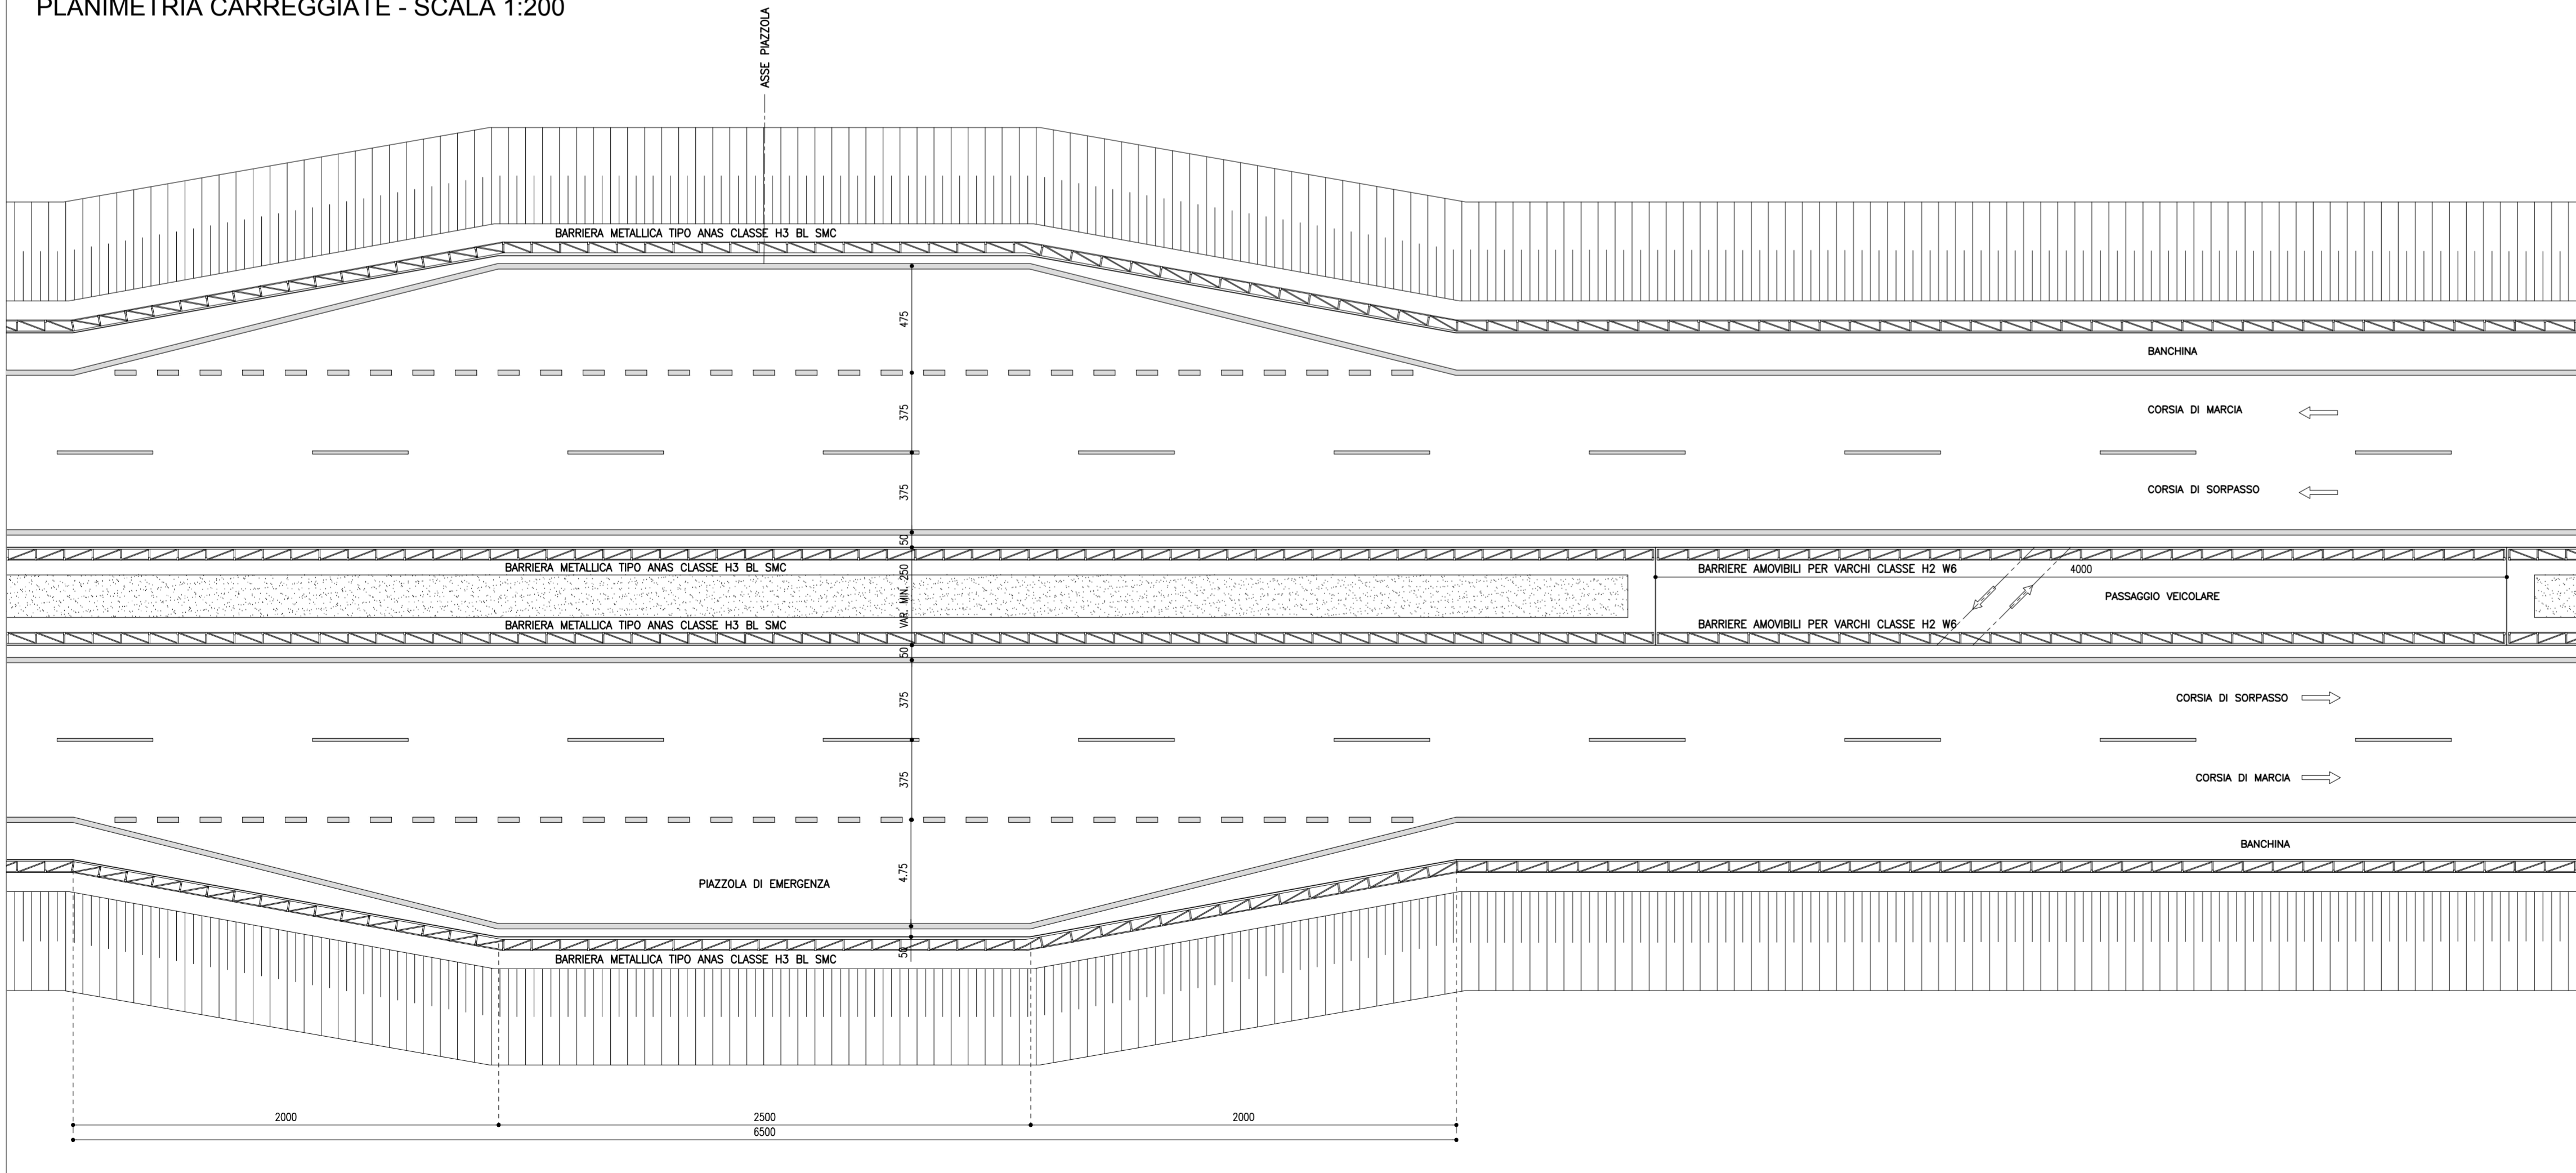 PLANIMETRIA CARREGGIATE - SCALA 1:200
ASSE PIAZZOLA
BARRIERA METALLICA TIPO ANAS CLASSE H3 BL SMC
475
BANCHINA
375
CORSIA DI MARCIA
375
CORSIA DI SORPASSO
50
BARRIERA METALLICA TIPO ANAS CLASSE H3 BL SMC
VAR. MIN. 250
BARRIERE AMOVIBILI PER VARCHI CLASSE H2 W6
4000
PASSAGGIO VEICOLARE
BARRIERA METALLICA TIPO ANAS CLASSE H3 BL SMC
BARRIERE AMOVIBILI PER VARCHI CLASSE H2 W6
50
375
CORSIA DI SORPASSO
375
CORSIA DI MARCIA
BANCHINA
4.75
PIAZZOLA DI EMERGENZA
50
BARRIERA METALLICA TIPO ANAS CLASSE H3 BL SMC
2000
2500
2000
6500